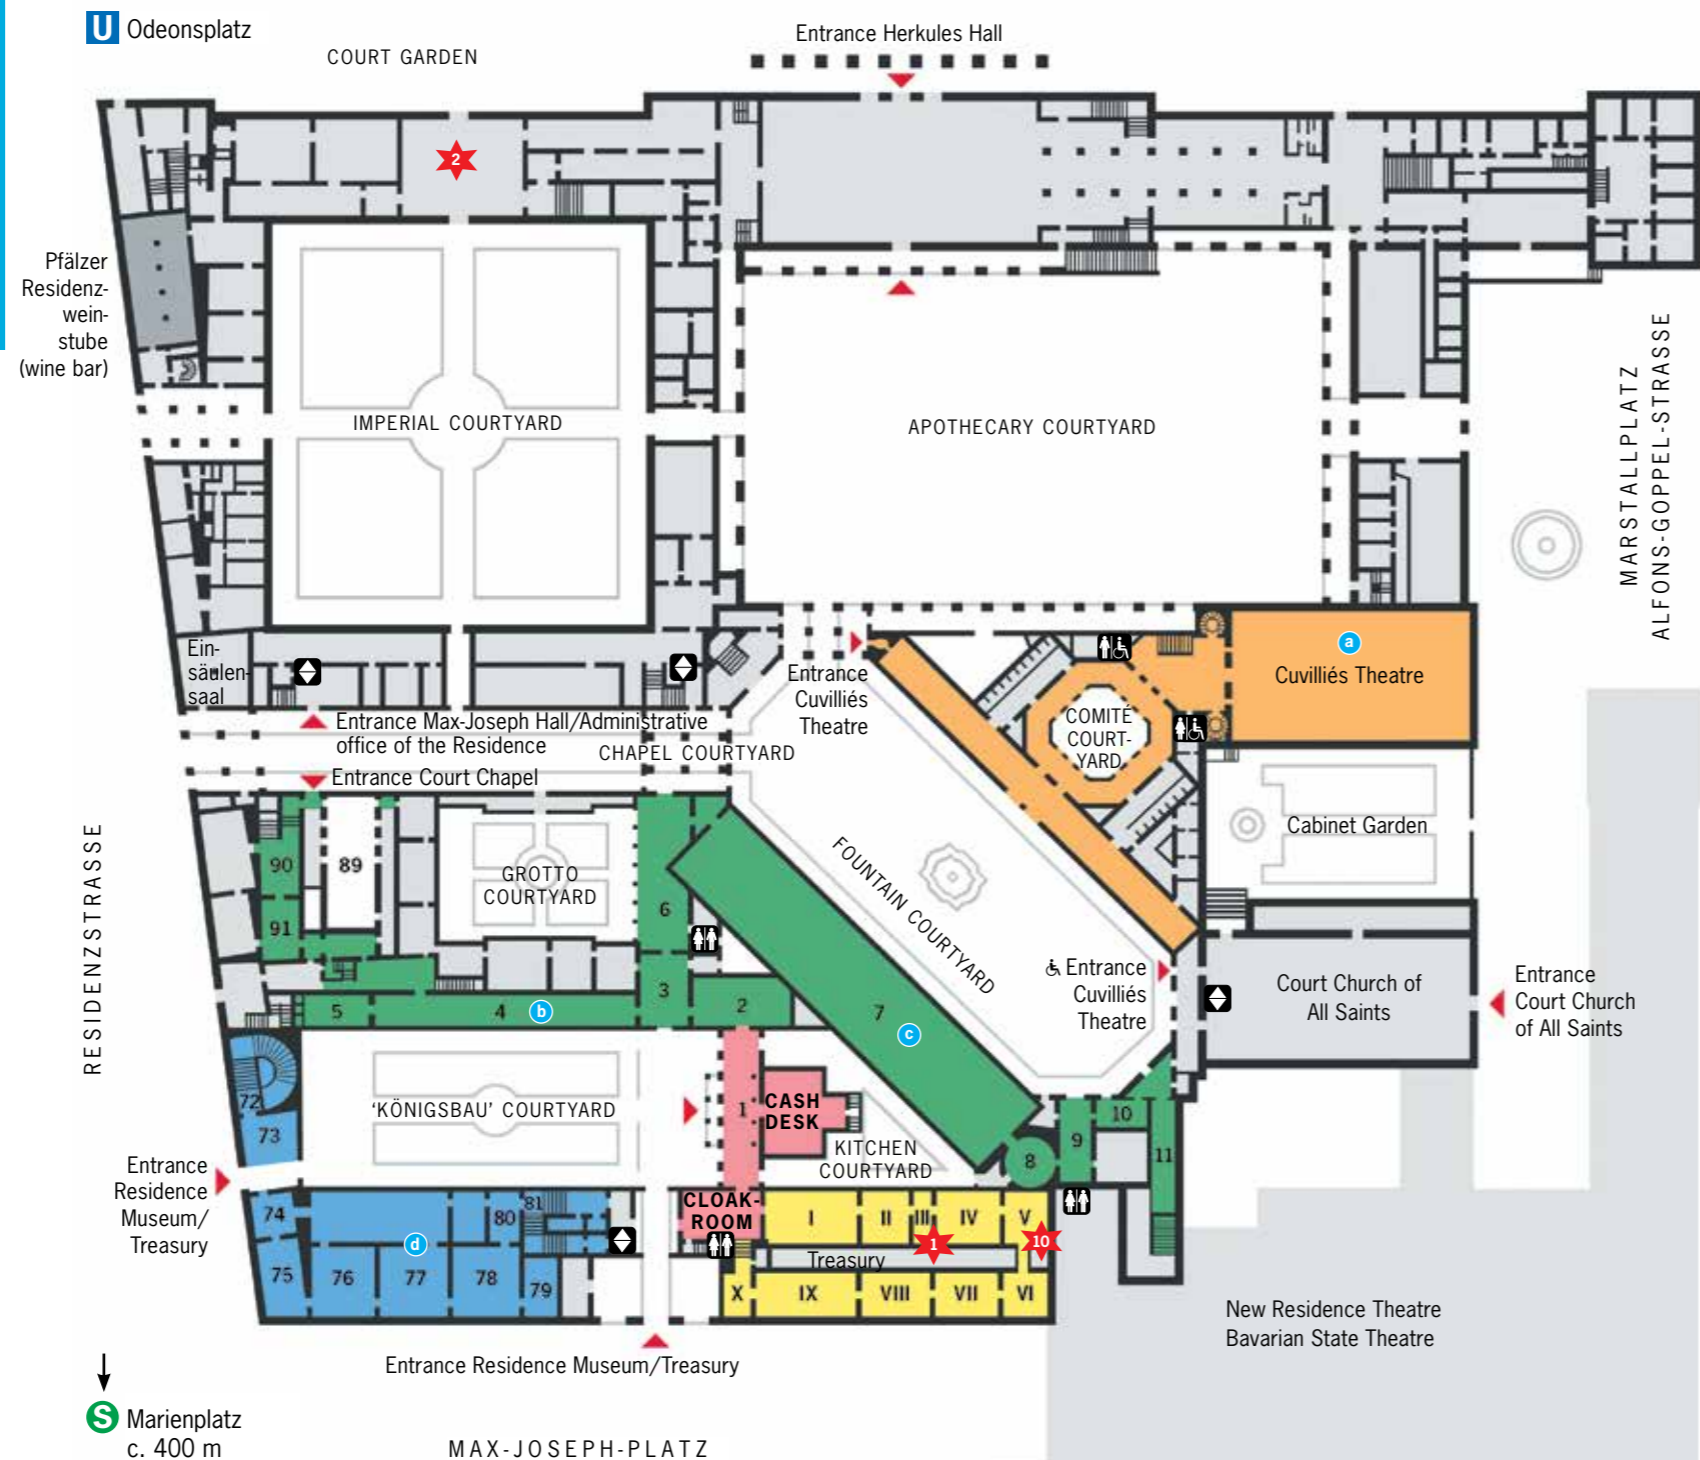 U Odeonsplatz
COURT GARDEN
Entrance Herkules Hall
2
Pfälzer
Residenz-
wein-
stube
(wine bar)
IMPERIAL COURTYARD
APOTHECARY COURTYARD
MARSTALLPLATZ
ALFONS-GOPPEL-STRASSE
Ein-
säulen-
saal
Entrance
Cuvilliés
Theatre
a
Cuvilliés Theatre
COMITÉ
COURT-
YARD
Entrance Max-Joseph Hall/Administrative
office of the Residence
CHAPEL COURTYARD
Entrance Court Chapel
RESIDENZSTRASSE
90
89
91
GROTTO
COURTYARD
6
FOUNTAIN COURTYARD
Cabinet Garden
Entrance
Cuvilliés
Theatre
Court Church of
All Saints
Entrance
Court Church
of All Saints
5
4
b
3
2
7
c
72
73
'KÖNIGSBAU' COURTYARD
1
CASH
DESK
KITCHEN
COURTYARD
8
9
10
11
Entrance
Residence
Museum/
Treasury
74
75
76
77
78
79
80
81
d
CLOAK-
ROOM
I
II
III
IV
V
1
10
Treasury
X
IX
VIII
VII
VI
New Residence Theatre
Bavarian State Theatre
Entrance Residence Museum/Treasury
S Marienplatz
c. 400 m
MAX-JOSEPH-PLATZ